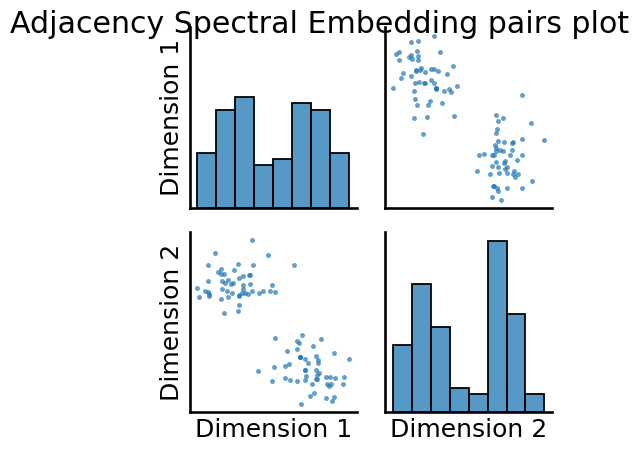 Adjacency Spectral Embedding pairs plot
Dimension 1
Dimension 2
Dimension 1
Dimension 2